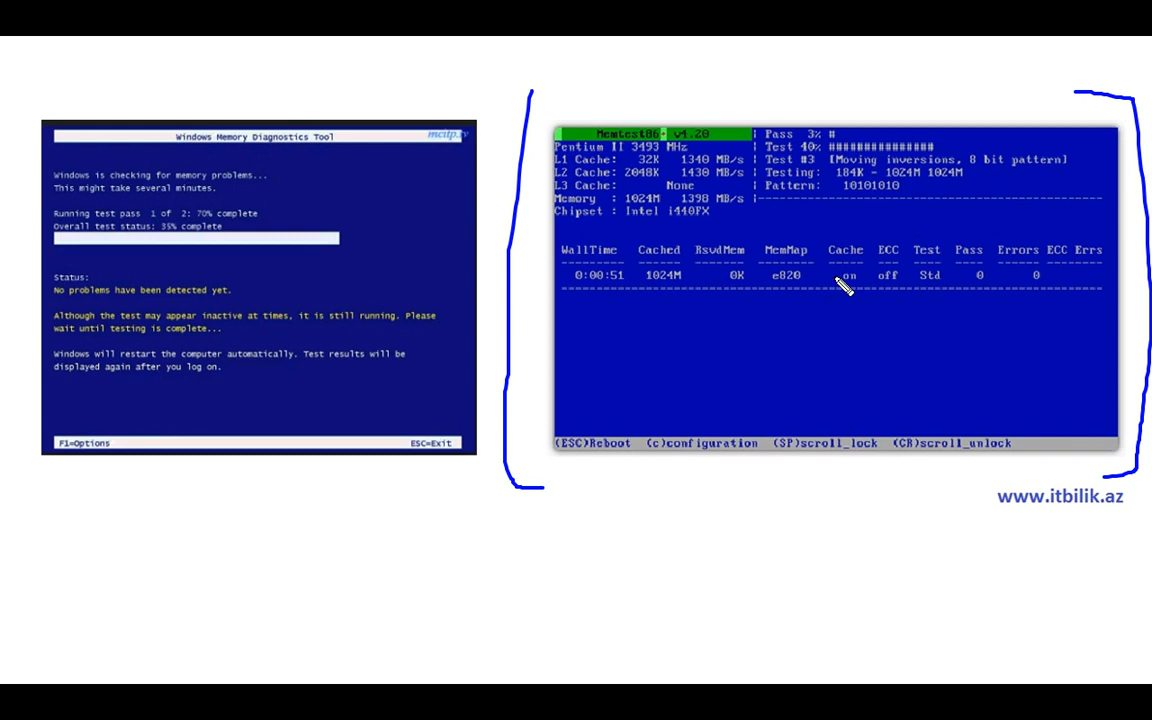 Windows Memory Diagnostics Tool
mcitp.tv
Windows is checking for memory problems...
This might take several minutes.
Running test pass 1 of 2: 70% complete
Overall test status: 35% complete
Status:
No problems have been detected yet.
Although the test may appear inactive at times, it is still running. Please
wait until testing is complete...
Windows will restart the computer automatically. Test results will be
displayed again after you log on.
F1=Options ESC=Exit
Memtest86+ v4.20 | Pass 3% #
Pentium II 3493 MHz | Test 40% ###############
L1 Cache: 32K 1340 MB/s | Test #3 [Moving inversions, 8 bit pattern]
L2 Cache: 2048K 1430 MB/s | Testing: 184K - 1024M 1024M
L3 Cache: None | Pattern: 10101010
Memory : 1024M 1398 MB/s |-------------------------------------------------
Chipset : Intel i440FX
WallTime Cached RsvdMem MemMap Cache ECC Test Pass Errors ECC Errs
0:00:51 1024M 0K e820 on off Std 0 0
(ESC)Reboot (c)configuration (SP)scroll_lock (CR)scroll_unlock
www.itbilik.az